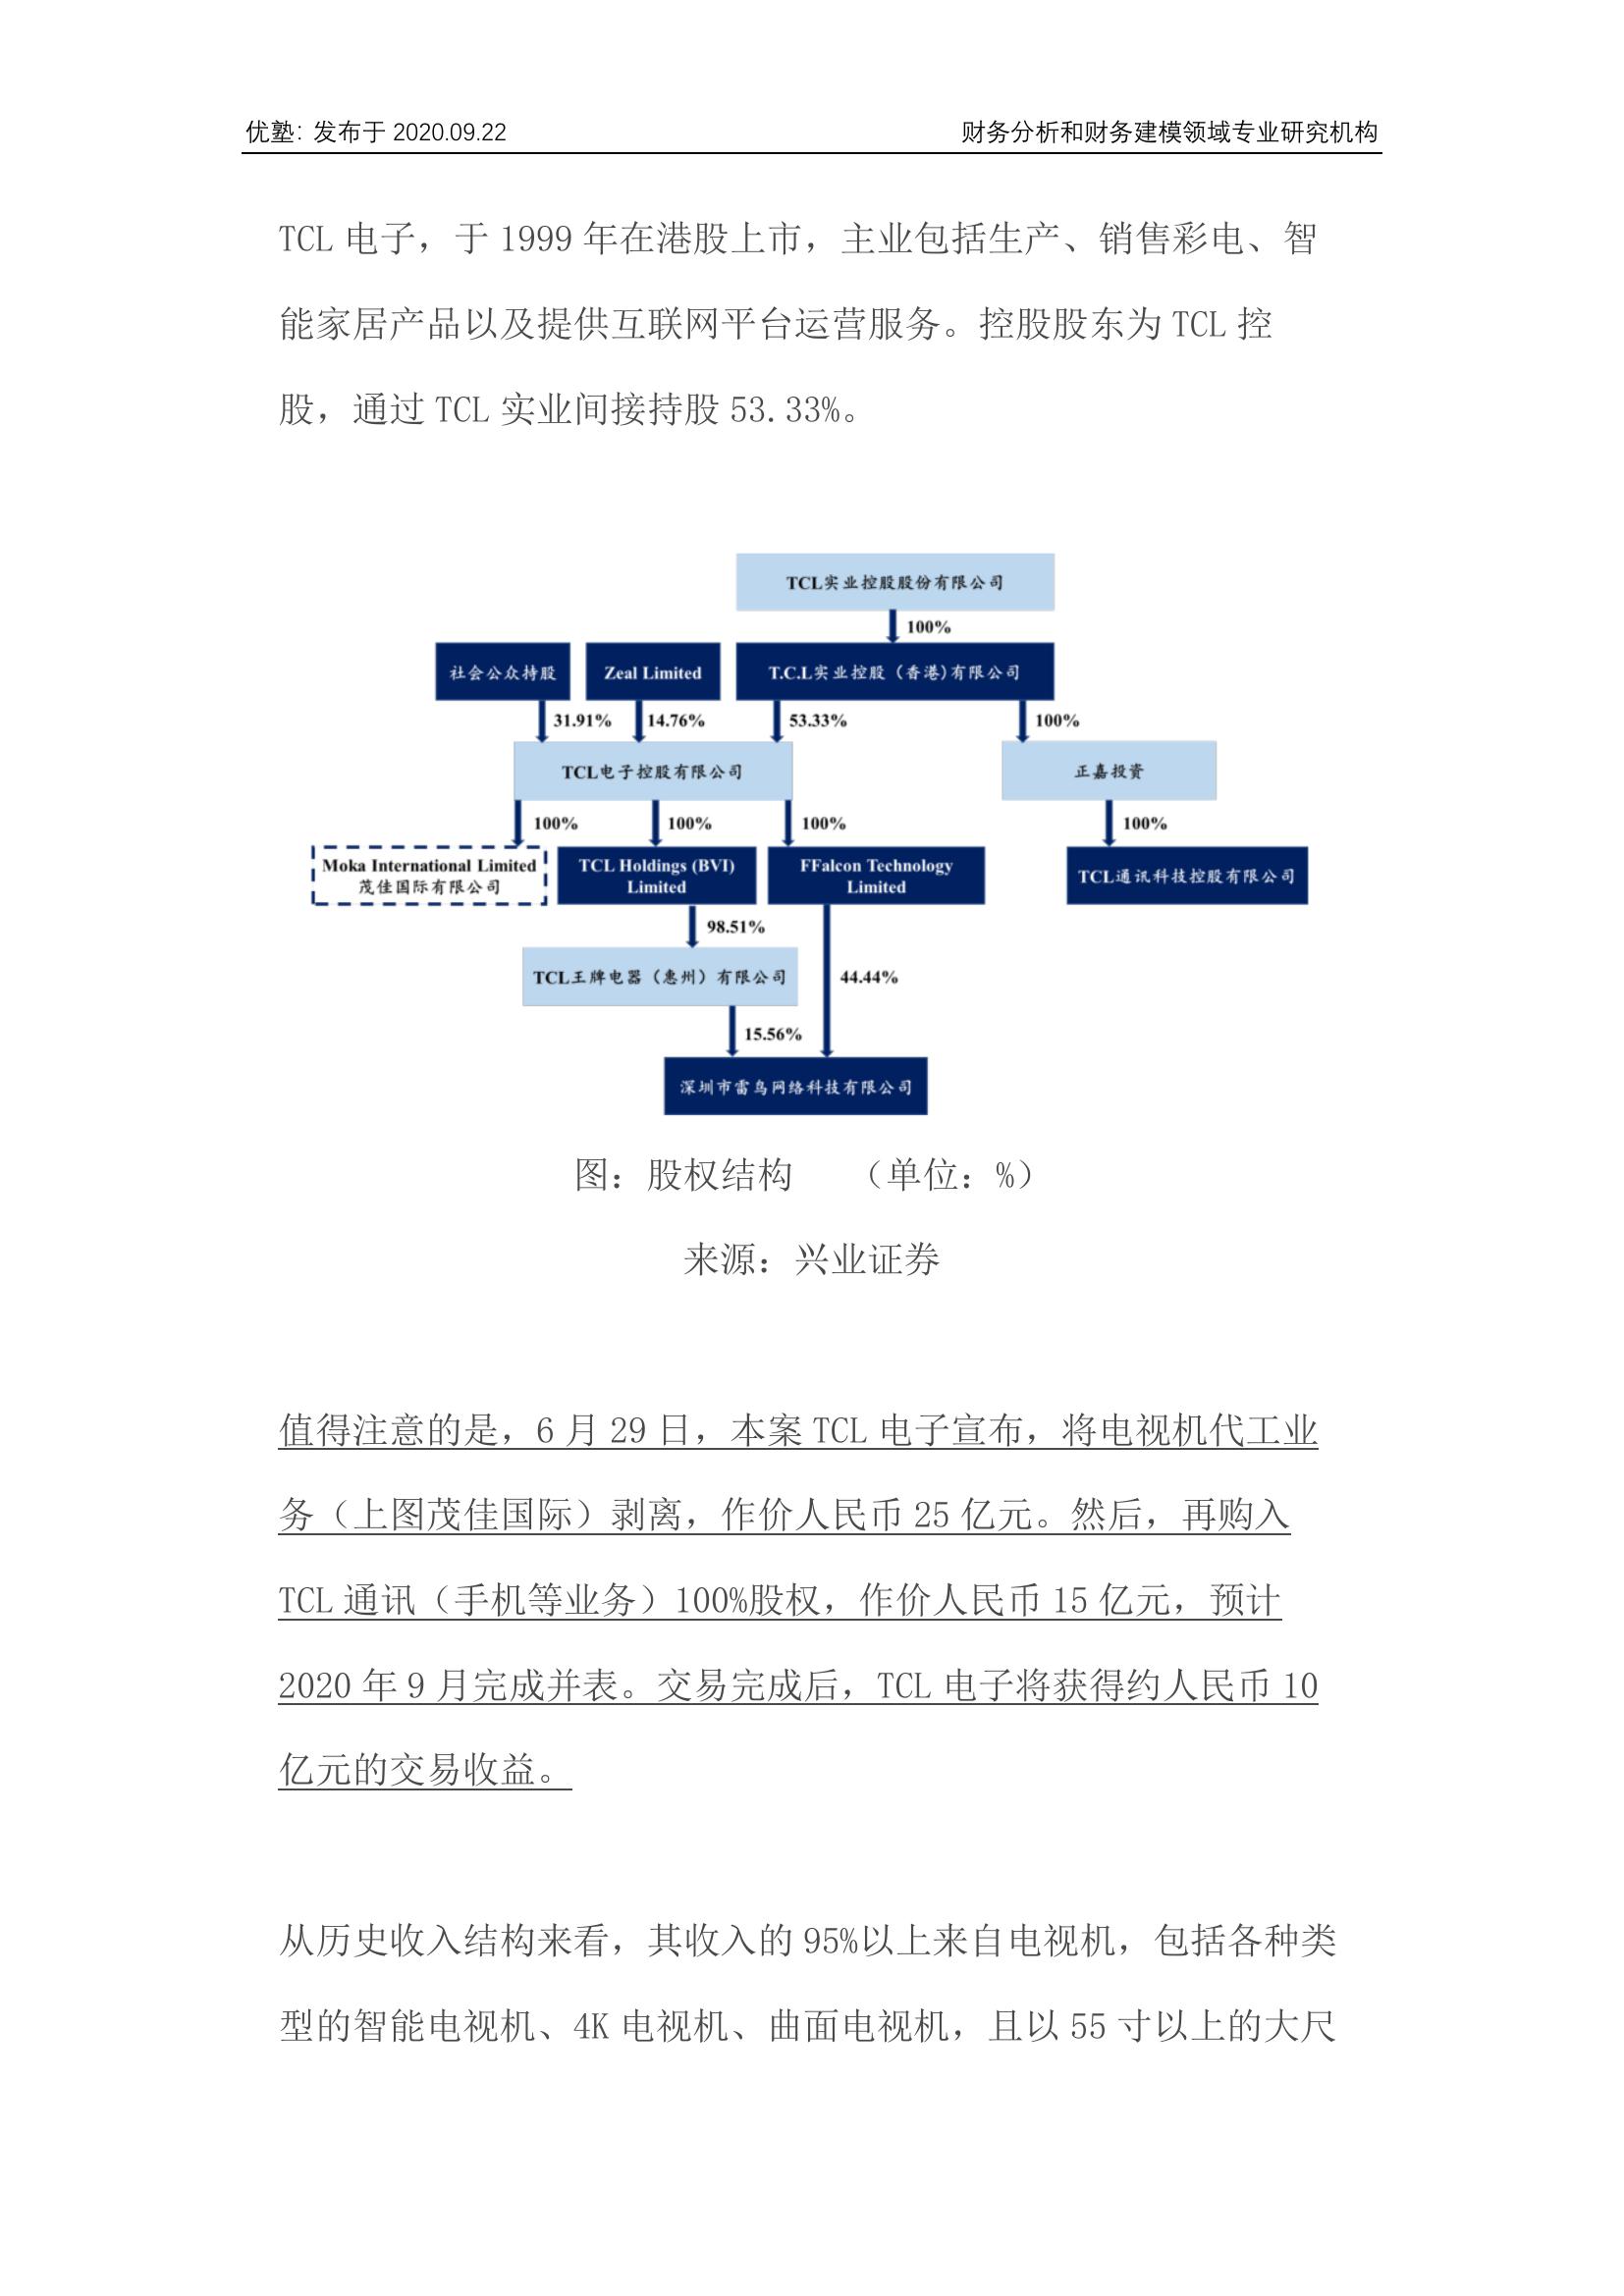 优塾：发布于 2020.09.22
财务分析和财务建模领域专业研究机构
TCL 电子，于 1999 年在港股上市，主业包括生产、销售彩电、智
能家居产品以及提供互联网平台运营服务。控股股东为 TCL 控
股，通过 TCL 实业间接持股 53.33%。
TCL实业控股股份有限公司
100%
社会公众持股
Zeal Limited
T.C.L实业控股（香港)有限公司
31.91%
14.76%
53.33%
100%
TCL电子控股有限公司
正嘉投资
100%
100%
100%
100%
Moka International Limited
茂佳国际有限公司
TCL Holdings (BVI)
Limited
FFalcon Technology
Limited
TCL通讯科技控股有限公司
98.51%
TCL王牌电器（惠州）有限公司
44.44%
15.56%
深圳市雷鸟网络科技有限公司
图：股权结构 （单位：%）
来源：兴业证券
值得注意的是，6 月 29 日，本案 TCL 电子宣布，将电视机代工业
务（上图茂佳国际）剥离，作价人民币 25 亿元。然后，再购入
TCL 通讯（手机等业务）100%股权，作价人民币 15 亿元，预计
2020 年 9 月完成并表。交易完成后，TCL 电子将获得约人民币 10
亿元的交易收益。
从历史收入结构来看，其收入的 95%以上来自电视机，包括各种类
型的智能电视机、4K 电视机、曲面电视机，且以 55 寸以上的大尺